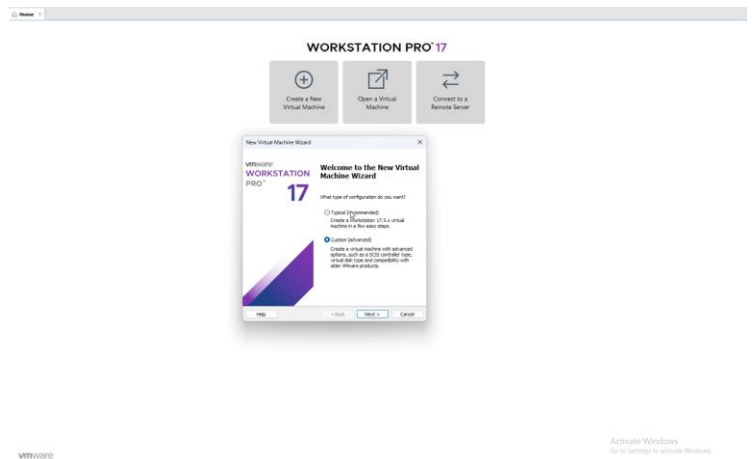 Home
WORKSTATION PRO 17
Create a New
Virtual Machine
Open a Virtual
Machine
Connect to a
Remote Server
New Virtual Machine Wizard
vmware
WORKSTATION
PRO
17
Welcome to the New Virtual
Machine Wizard
What type of configuration do you want?
Typical (recommended)
Create a Workstation 17.5.x virtual
machine in a few easy steps.
Custom (advanced)
Create a virtual machine with advanced
options, such as a SCSI controller type,
virtual disk type and compatibility with
older VMware products.
Help
< Back
Next >
Cancel
Activate Windows
Go to Settings to activate Windows.
vmware